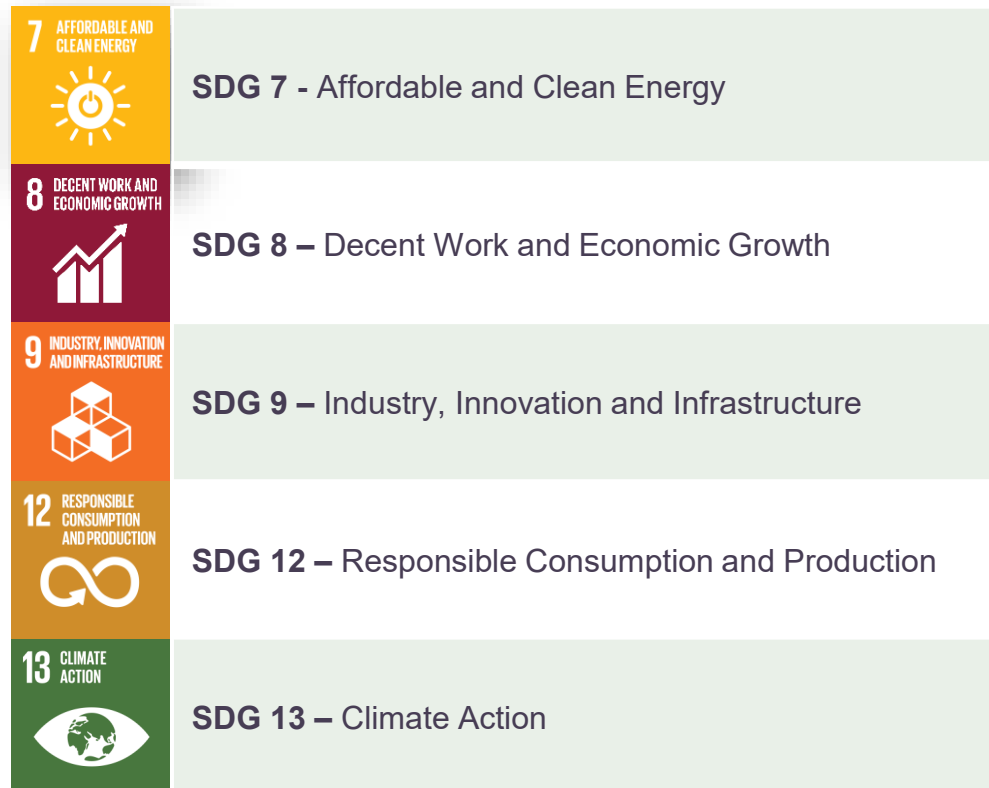 7 AFFORDABLE AND
CLEAN ENERGY
SDG 7 - Affordable and Clean Energy
8 DECENT WORK AND
ECONOMIC GROWTH
SDG 8 – Decent Work and Economic Growth
9 INDUSTRY, INNOVATION
AND INFRASTRUCTURE
SDG 9 – Industry, Innovation and Infrastructure
12 RESPONSIBLE
CONSUMPTION
AND PRODUCTION
SDG 12 – Responsible Consumption and Production
13 CLIMATE
ACTION
SDG 13 – Climate Action